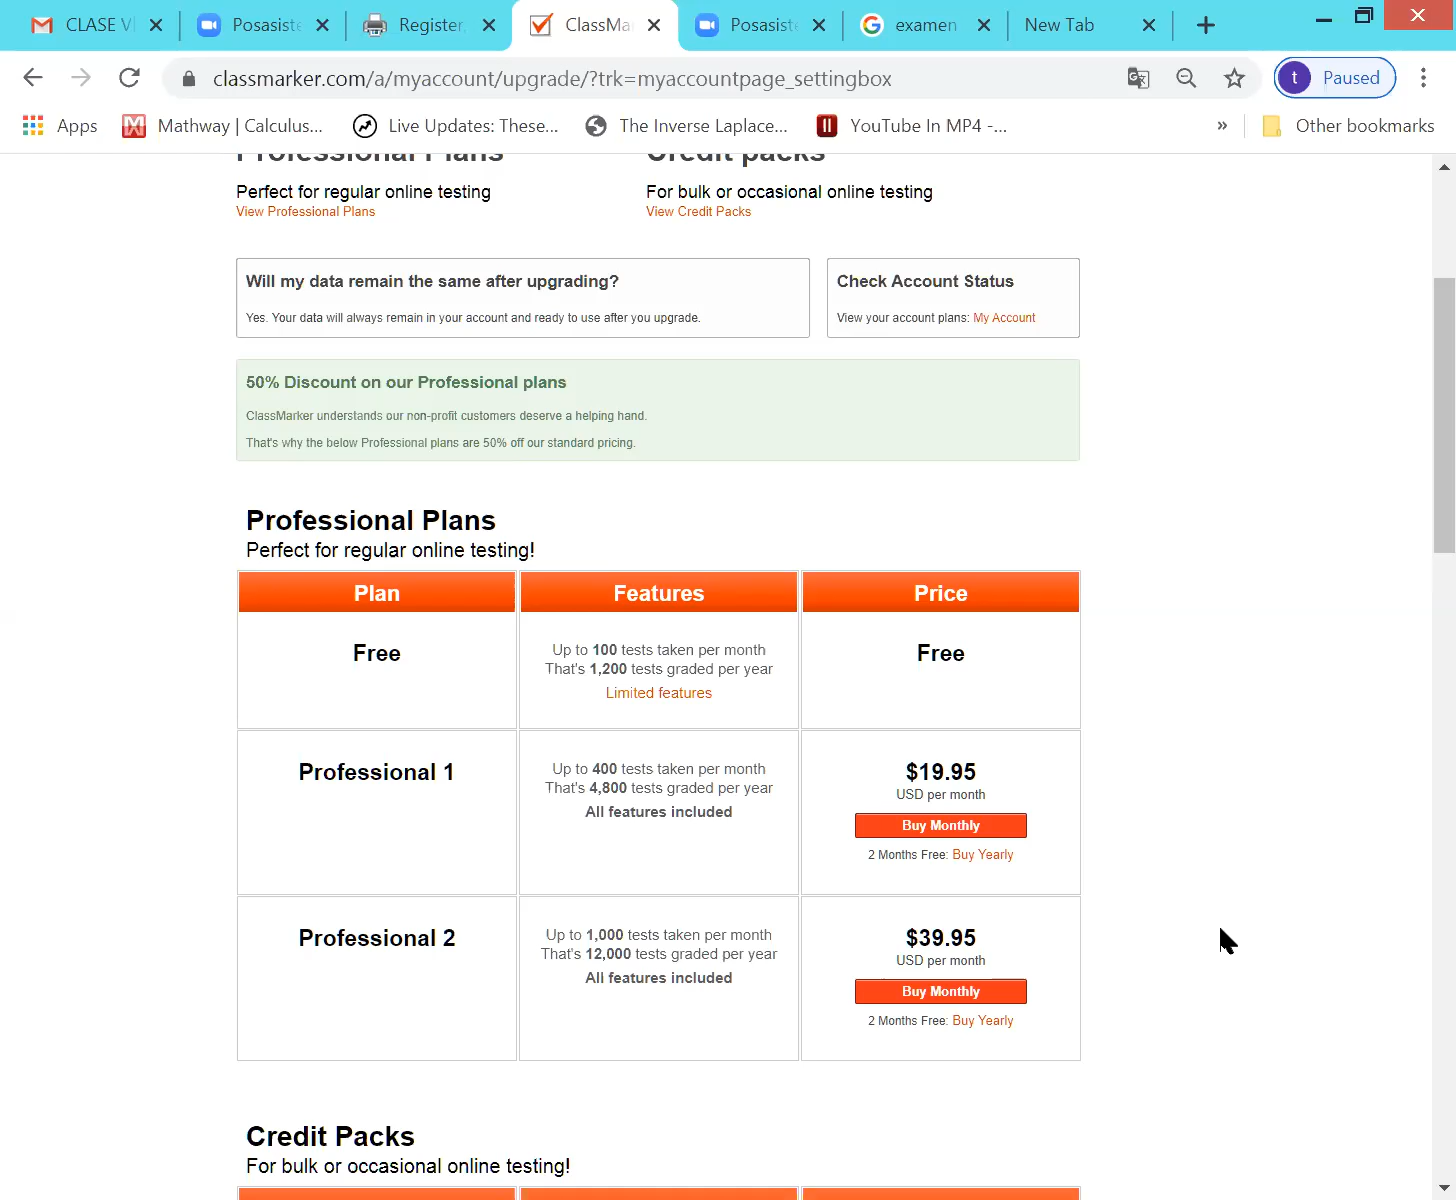 CLASE VI
Posasiste
Register,
ClassMar
Posasiste
examen
New Tab
classmarker.com/a/myaccount/upgrade/?trk=myaccountpage_settingbox
t Paused
Apps
Mathway | Calculus...
Live Updates: These...
The Inverse Laplace...
YouTube In MP4 -...
»
Other bookmarks
Professional Plans
Credit packs
Perfect for regular online testing
For bulk or occasional online testing
View Professional Plans
View Credit Packs
Will my data remain the same after upgrading?
Yes. Your data will always remain in your account and ready to use after you upgrade.
Check Account Status
View your account plans: My Account
50% Discount on our Professional plans
ClassMarker understands our non-profit customers deserve a helping hand.
That's why the below Professional plans are 50% off our standard pricing.
Professional Plans
Perfect for regular online testing!
Plan
Features
Price
Free
Up to 100 tests taken per month
That's 1,200 tests graded per year
Limited features
Free
Professional 1
Up to 400 tests taken per month
That's 4,800 tests graded per year
All features included
$19.95
USD per month
Buy Monthly
2 Months Free: Buy Yearly
Professional 2
Up to 1,000 tests taken per month
That's 12,000 tests graded per year
All features included
$39.95
USD per month
Buy Monthly
2 Months Free: Buy Yearly
Credit Packs
For bulk or occasional online testing!